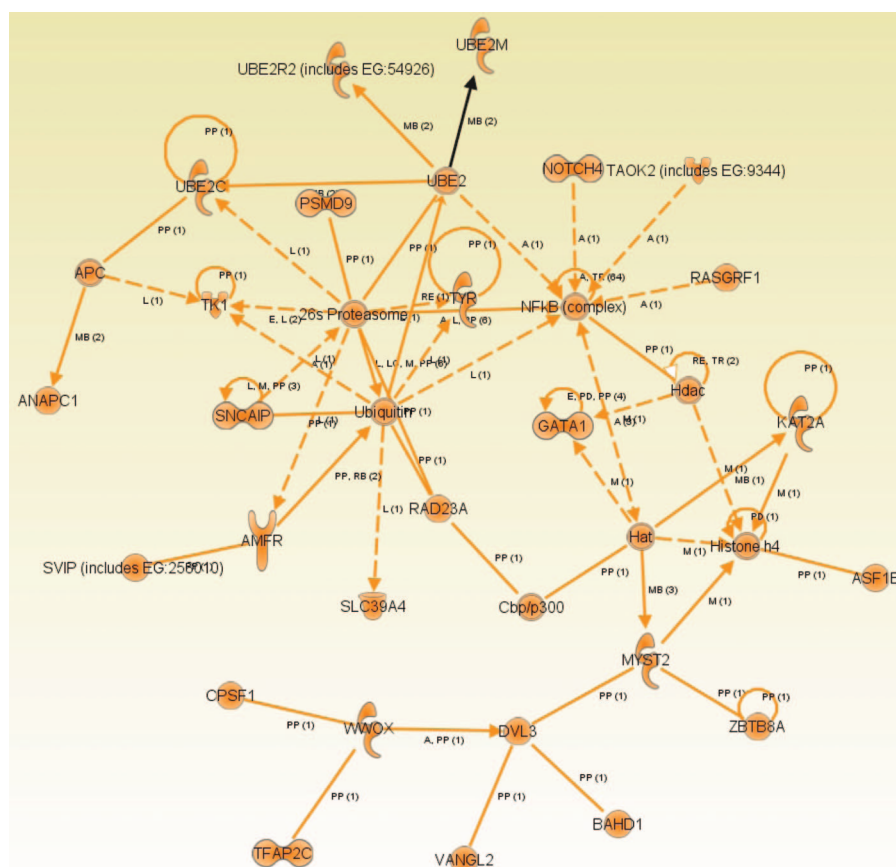 UBE2M
UBE2R2 (includes EG:54926)
MB (2)
MB (2)
PP (1)
UBE2C
UBE2
NOTCH4
TAOK2 (includes EG:9344)
PSMD9
PP (1)
L (1)
PP (1)
PP (1)
PP (1)
A (1)
A (1)
A (1)
APC
L (1)
PP (1)
TK1
26s Proteasome
RE (1)
TYR
A, TR (64)
NFkB (complex)
A (1)
RASGRF1
E, L (2)
MB (2)
PP (1)
RE, TR (2)
Hdac
PP (1)
ANAPC1
L, M, PP (3)
SNCAIP
Ubiquitin
PP (1)
L (1)
E, PD, PP (4)
GATA1
KAT2A
PP, RB (2)
PP (1)
M (1)
MB (1)
M (1)
M (1)
L (1)
RAD23A
PD (1)
AMFR
Hat
M (1)
Histone h4
SVIP (includes EG:258010)
PP (1)
PP (1)
PP (1)
ASF1B
SLC39A4
Cbp/p300
MB (3)
M (1)
MYST2
CPSF1
PP (1)
PP (1)
PP (1)
PP (1)
WWOX
A, PP (1)
DVL3
ZBTB8A
PP (1)
PP (1)
PP (1)
BAHD1
TFAP2C
VANGL2